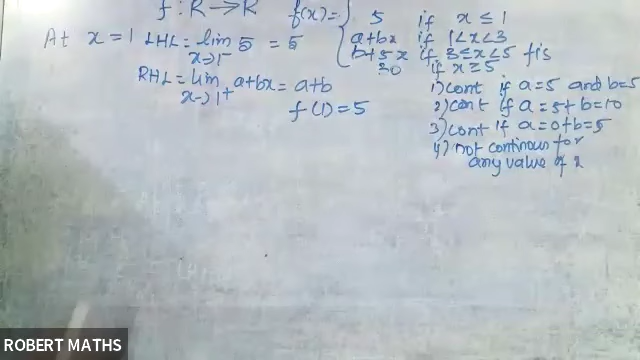 f : R → R f(x) = { 5 if x ≤ 1
a+bx if 1<x<3
b+5x if 3≤x<5 f is
30 if x ≥ 5
1) cont if a=5 and b=5
2) cont if a=-5 + b=10
3) cont if a=0 + b=5
4) not continous for
any value of
At x=1 LHL = lim 5 = 5
x→1-
RHL = lim a+bx = a+b
x→1+
f(1) = 5
ROBERT MATHS